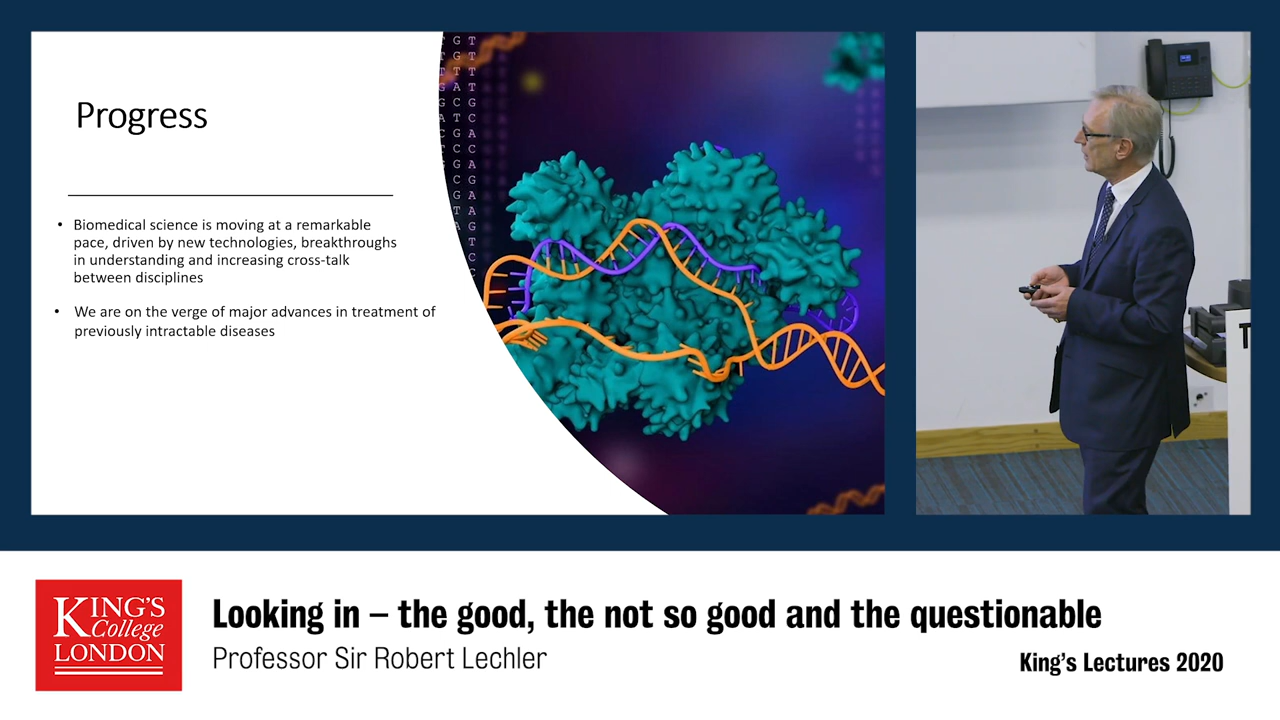 Progress
• Biomedical science is moving at a remarkable
pace, driven by new technologies, breakthroughs
in understanding and increasing cross-talk
between disciplines
• We are on the verge of major advances in treatment of
previously intractable diseases
KING'S
College
LONDON
Looking in – the good, the not so good and the questionable
Professor Sir Robert Lechler
King's Lectures 2020